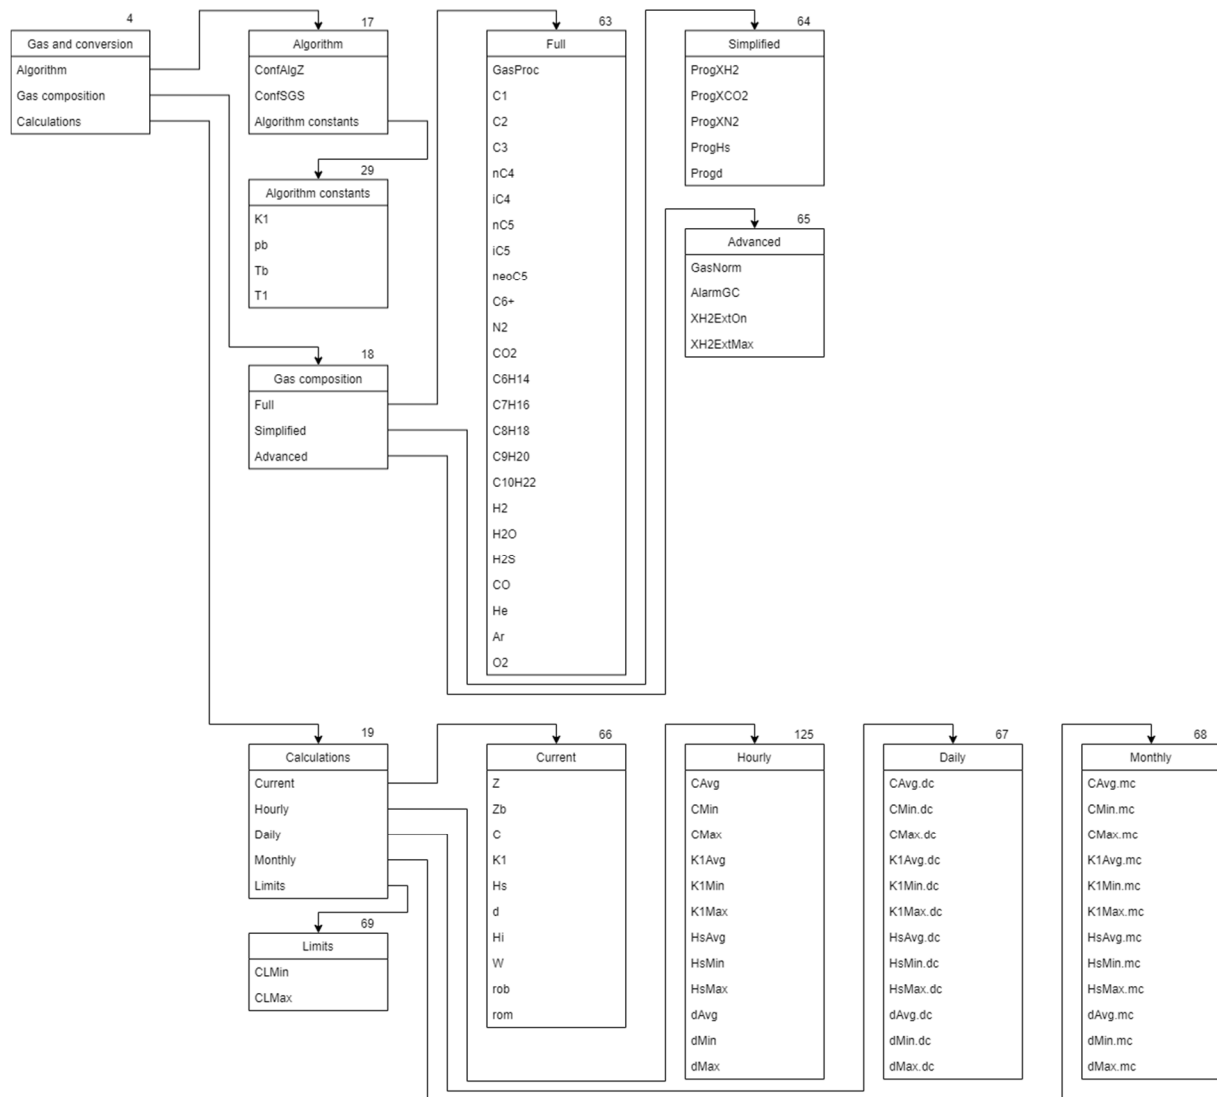 4
Gas and conversion
Algorithm
Gas composition
Calculations
17
Algorithm
ConfAlgZ
ConfSGS
Algorithm constants
29
Algorithm constants
K1
pb
Tb
T1
18
Gas composition
Full
Simplified
Advanced
63
Full
GasProc
C1
C2
C3
nC4
iC4
nC5
iC5
neoC5
C6+
N2
CO2
C6H14
C7H16
C8H18
C9H20
C10H22
H2
H2O
H2S
CO
He
Ar
O2
64
Simplified
ProgXH2
ProgXCO2
ProgXN2
ProgHs
Progd
65
Advanced
GasNorm
AlarmGC
XH2ExtOn
XH2ExtMax
19
Calculations
Current
Hourly
Daily
Monthly
Limits
69
Limits
CLMin
CLMax
66
Current
Z
Zb
C
K1
Hs
d
Hi
W
rob
rom
125
Hourly
CAvg
CMin
CMax
K1Avg
K1Min
K1Max
HsAvg
HsMin
HsMax
dAvg
dMin
dMax
67
Daily
CAvg.dc
CMin.dc
CMax.dc
K1Avg.dc
K1Min.dc
K1Max.dc
HsAvg.dc
HsMin.dc
HsMax.dc
dAvg.dc
dMin.dc
dMax.dc
68
Monthly
CAvg.mc
CMin.mc
CMax.mc
K1Avg.mc
K1Min.mc
K1Max.mc
HsAvg.mc
HsMin.mc
HsMax.mc
dAvg.mc
dMin.mc
dMax.mc